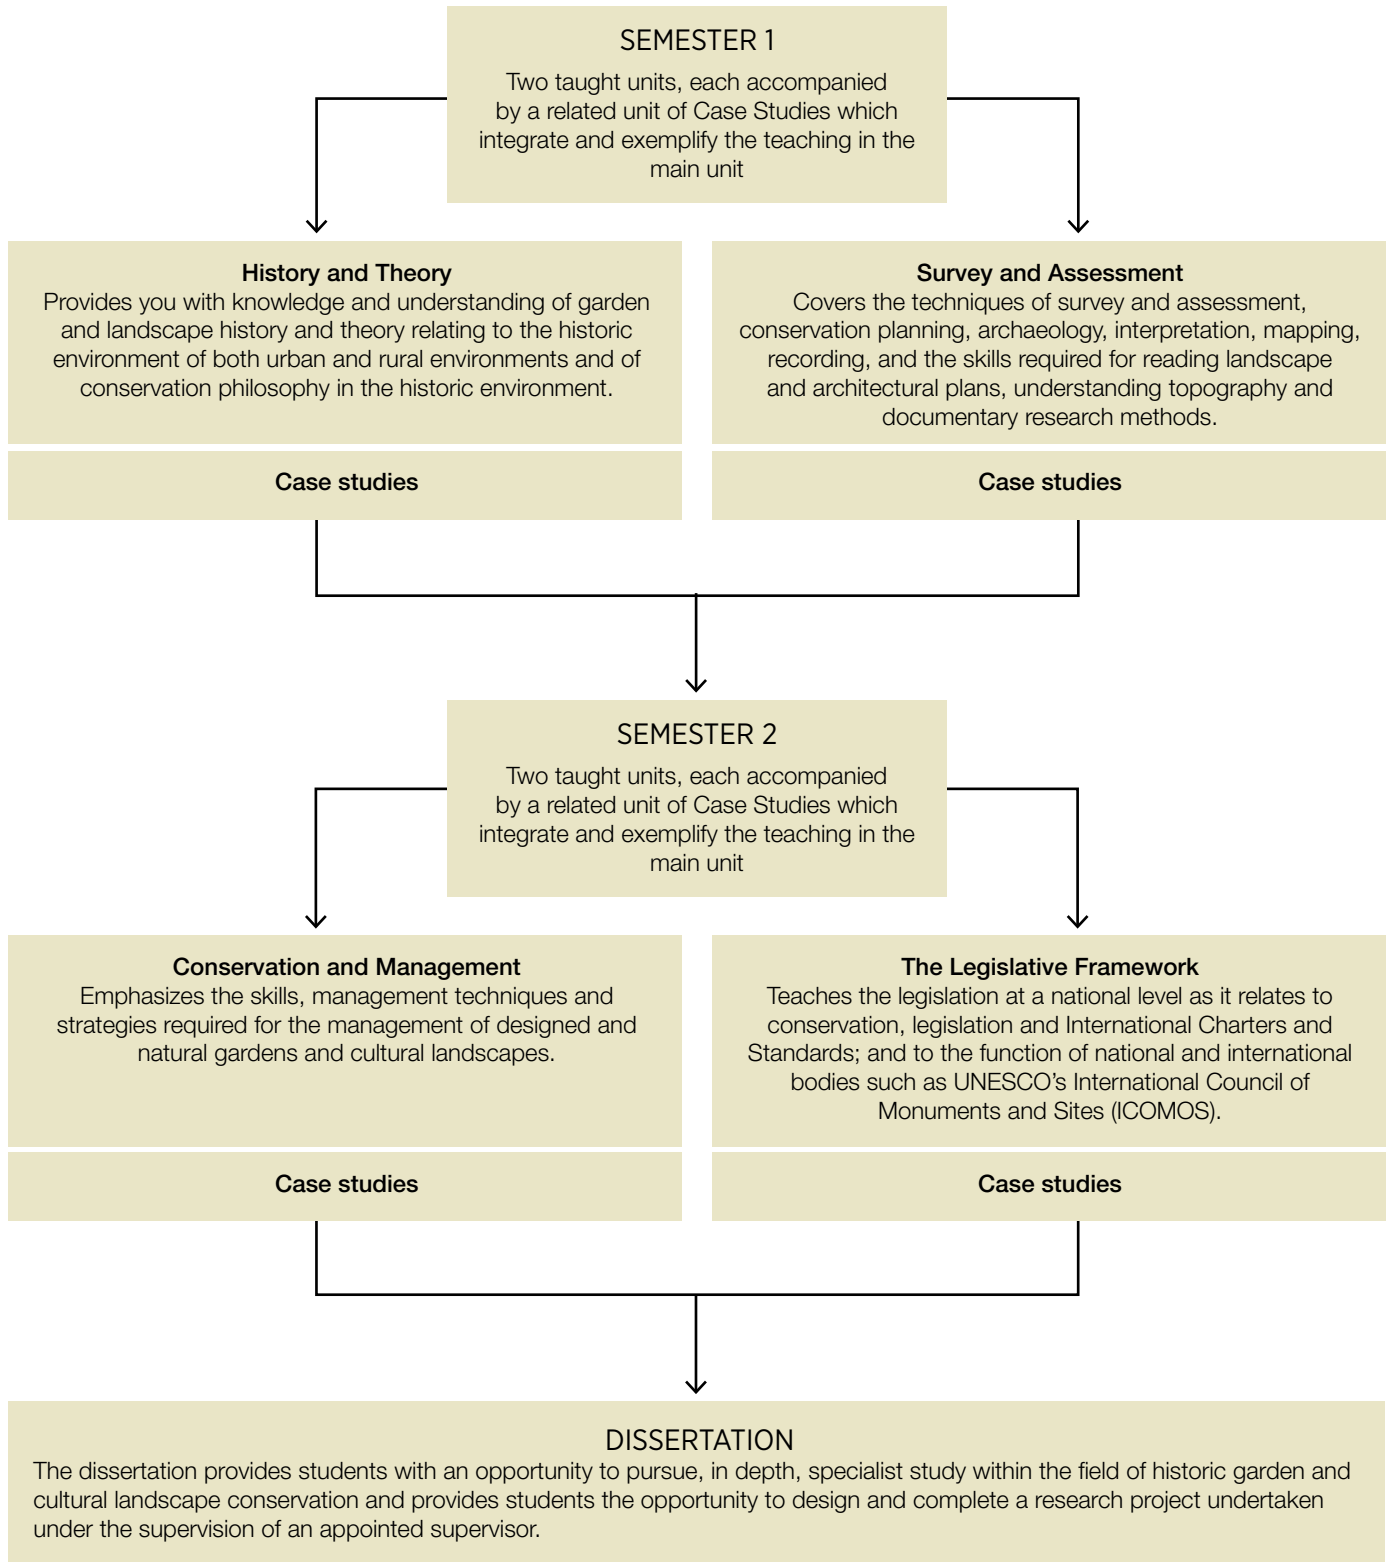 SEMESTER 1
Two taught units, each accompanied
by a related unit of Case Studies which
integrate and exemplify the teaching in the
main unit
History and Theory
Provides you with knowledge and understanding of garden
and landscape history and theory relating to the historic
environment of both urban and rural environments and of
conservation philosophy in the historic environment.
Case studies
Survey and Assessment
Covers the techniques of survey and assessment,
conservation planning, archaeology, interpretation, mapping,
recording, and the skills required for reading landscape
and architectural plans, understanding topography and
documentary research methods.
Case studies
SEMESTER 2
Two taught units, each accompanied
by a related unit of Case Studies which
integrate and exemplify the teaching in the
main unit
Conservation and Management
Emphasizes the skills, management techniques and
strategies required for the management of designed and
natural gardens and cultural landscapes.
Case studies
The Legislative Framework
Teaches the legislation at a national level as it relates to
conservation, legislation and International Charters and
Standards; and to the function of national and international
bodies such as UNESCO’s International Council of
Monuments and Sites (ICOMOS).
Case studies
DISSERTATION
The dissertation provides students with an opportunity to pursue, in depth, specialist study within the field of historic garden and
cultural landscape conservation and provides students the opportunity to design and complete a research project undertaken
under the supervision of an appointed supervisor.